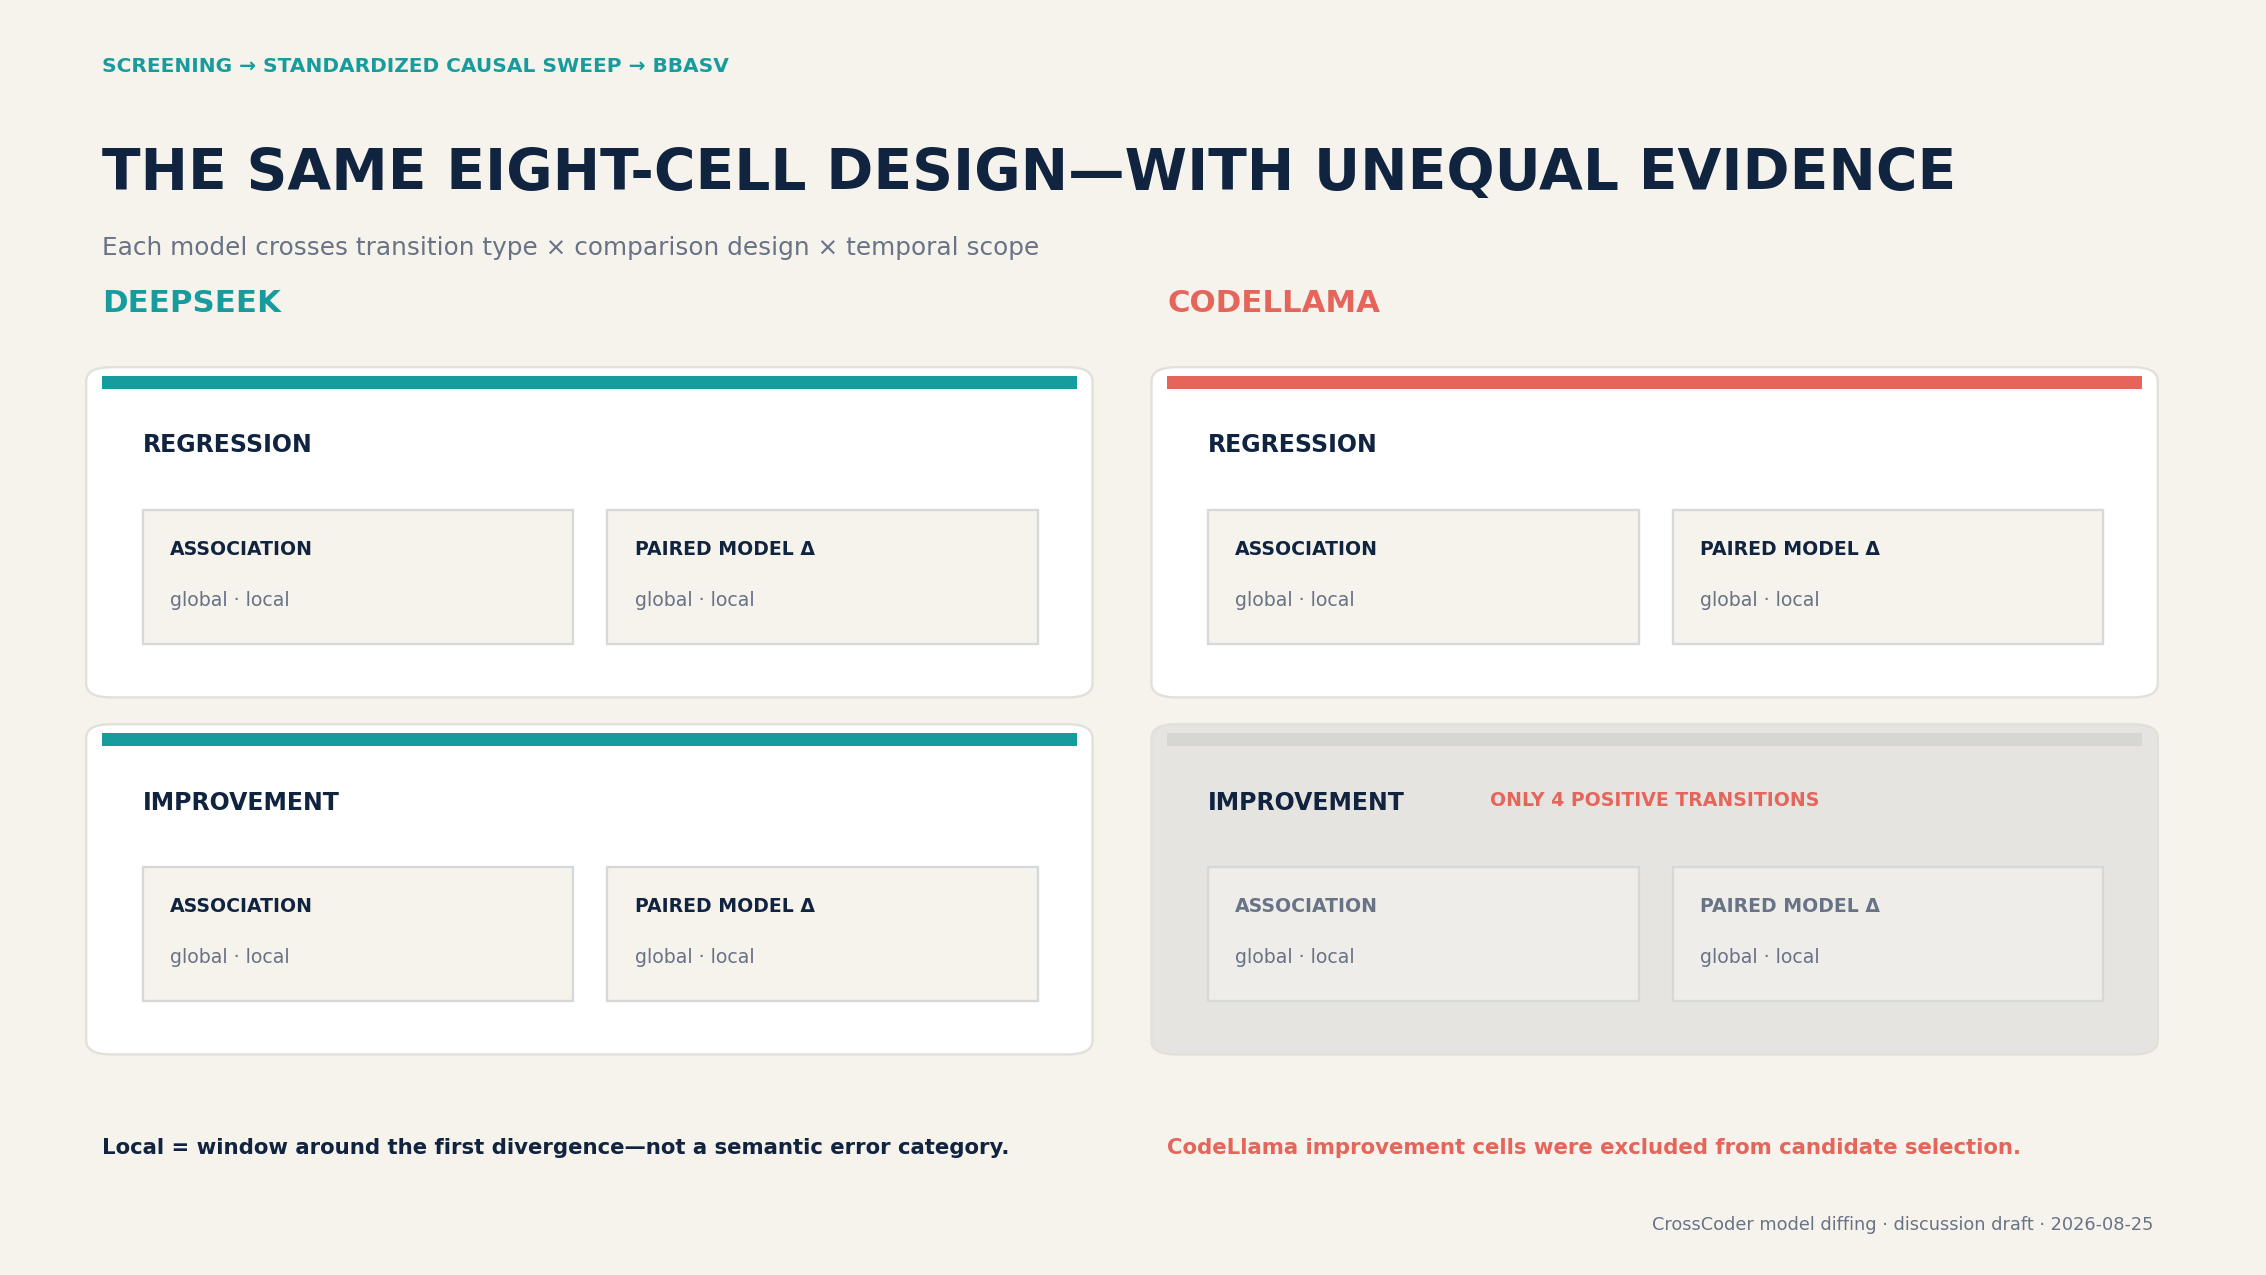 SCREENING → STANDARDIZED CAUSAL SWEEP → BBASV
THE SAME EIGHT-CELL DESIGN—WITH UNEQUAL EVIDENCE
Each model crosses transition type × comparison design × temporal scope
DEEPSEEK
REGRESSION
ASSOCIATION
global · local
PAIRED MODEL Δ
global · local
IMPROVEMENT
ASSOCIATION
global · local
PAIRED MODEL Δ
global · local
Local = window around the first divergence—not a semantic error category.
CODELLAMA
REGRESSION
ASSOCIATION
global · local
PAIRED MODEL Δ
global · local
IMPROVEMENT
ONLY 4 POSITIVE TRANSITIONS
ASSOCIATION
global · local
PAIRED MODEL Δ
global · local
CodeLlama improvement cells were excluded from candidate selection.
CrossCoder model diffing · discussion draft · 2026-08-25